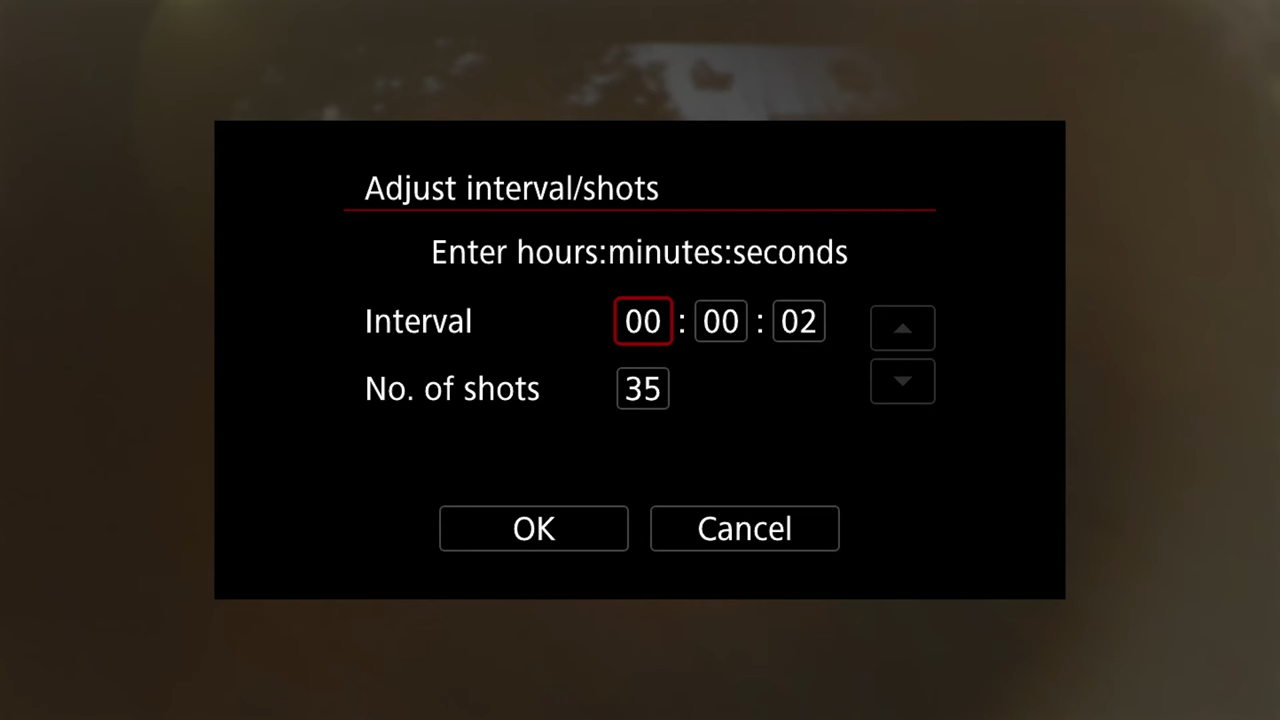 Adjust interval/shots
Enter hours:minutes:seconds
Interval 00 : 00 : 02
No. of shots 35
OK Cancel